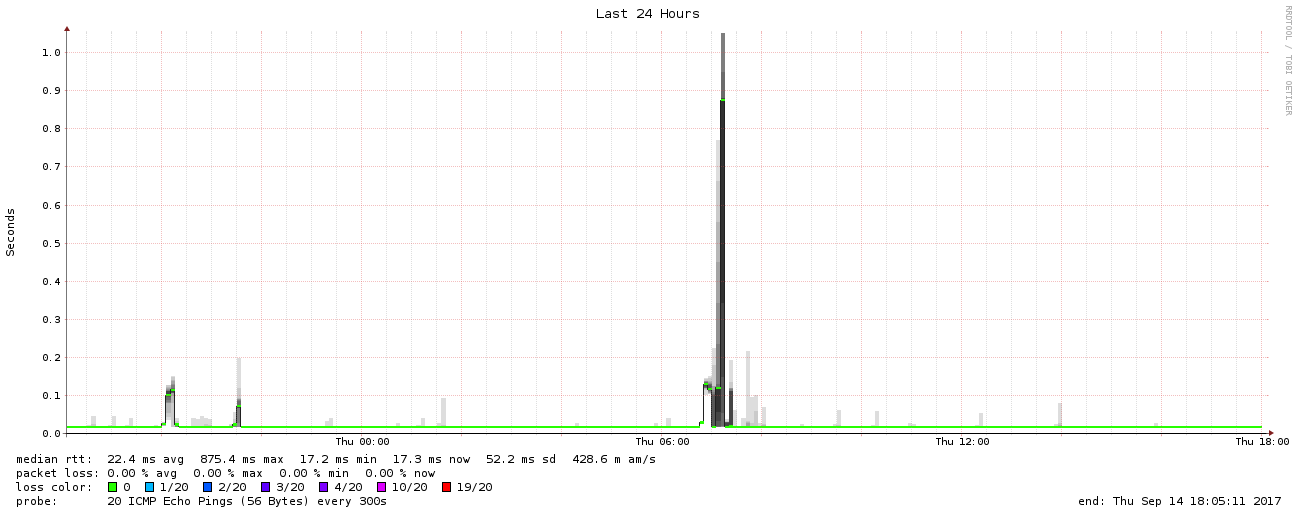 Last 24 Hours
RRDTOOL / TOBI OETIKER
Seconds
1.0
0.9
0.8
0.7
0.6
0.5
0.4
0.3
0.2
0.1
0.0
Thu 00:00 Thu 06:00 Thu 12:00 Thu 18:00
median rtt: 22.4 ms avg 875.4 ms max 17.2 ms min 17.3 ms now 52.2 ms sd 428.6 m am/s
packet loss: 0.00 % avg 0.00 % max 0.00 % min 0.00 % now
loss color: 0 1/20 2/20 3/20 4/20 10/20 19/20
probe: 20 ICMP Echo Pings (56 Bytes) every 300s end: Thu Sep 14 18:05:11 2017